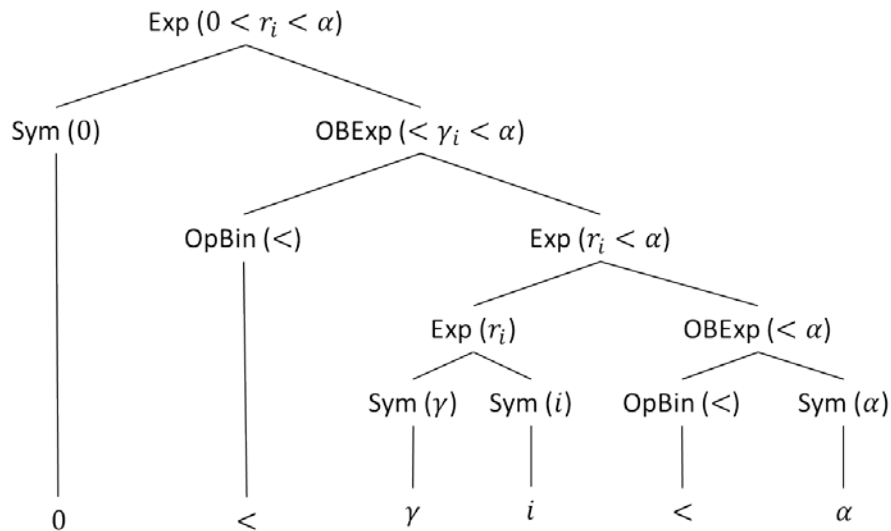 Exp (0 < r_i < α)
Sym (0) OBExp (< γ_i < α)
OpBin (<) Exp (r_i < α)
Exp (r_i) OBExp (< α)
Sym (γ) Sym (i) OpBin (<) Sym (α)
0 < γ i < α